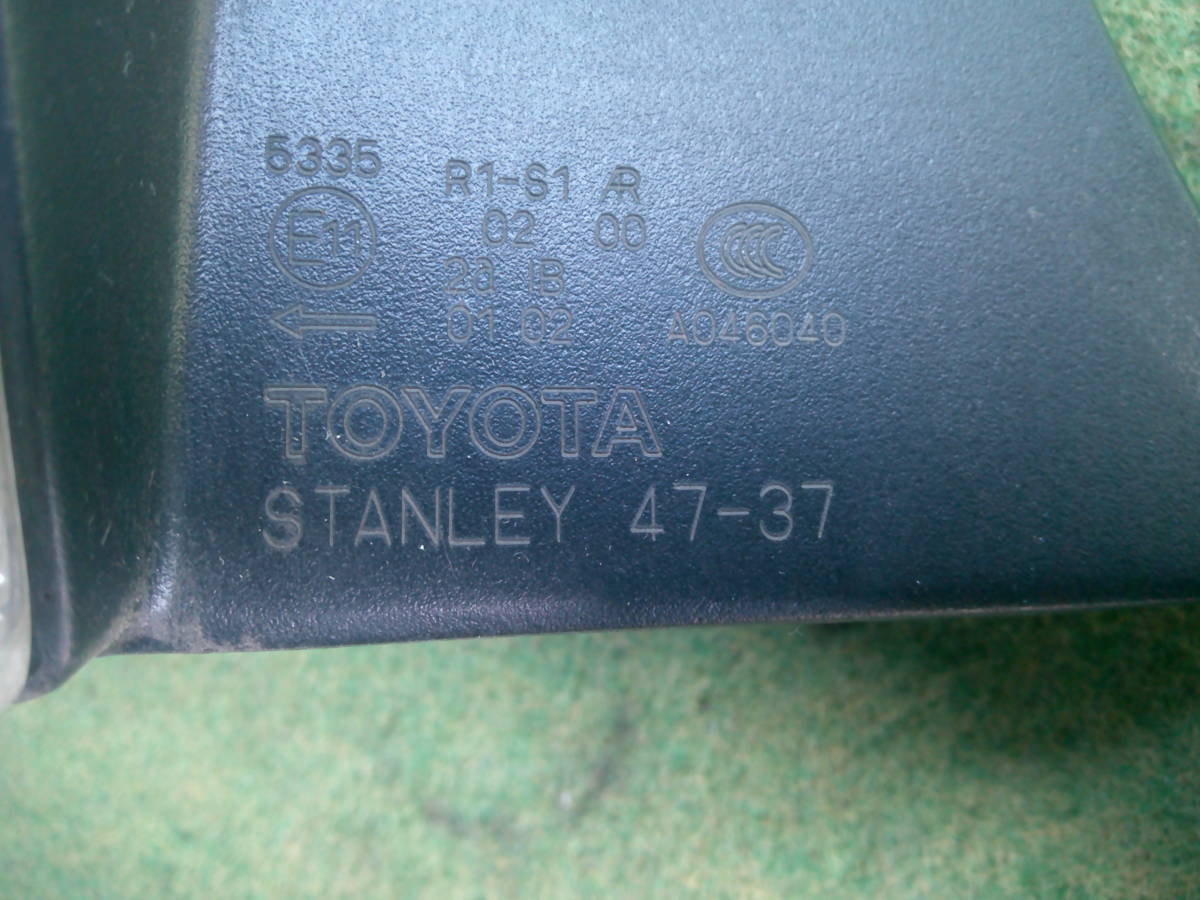 5335 R1-S1 AR
E11 02 00
2a IB
01 02
A046040
TOYOTA
STANLEY 47-37